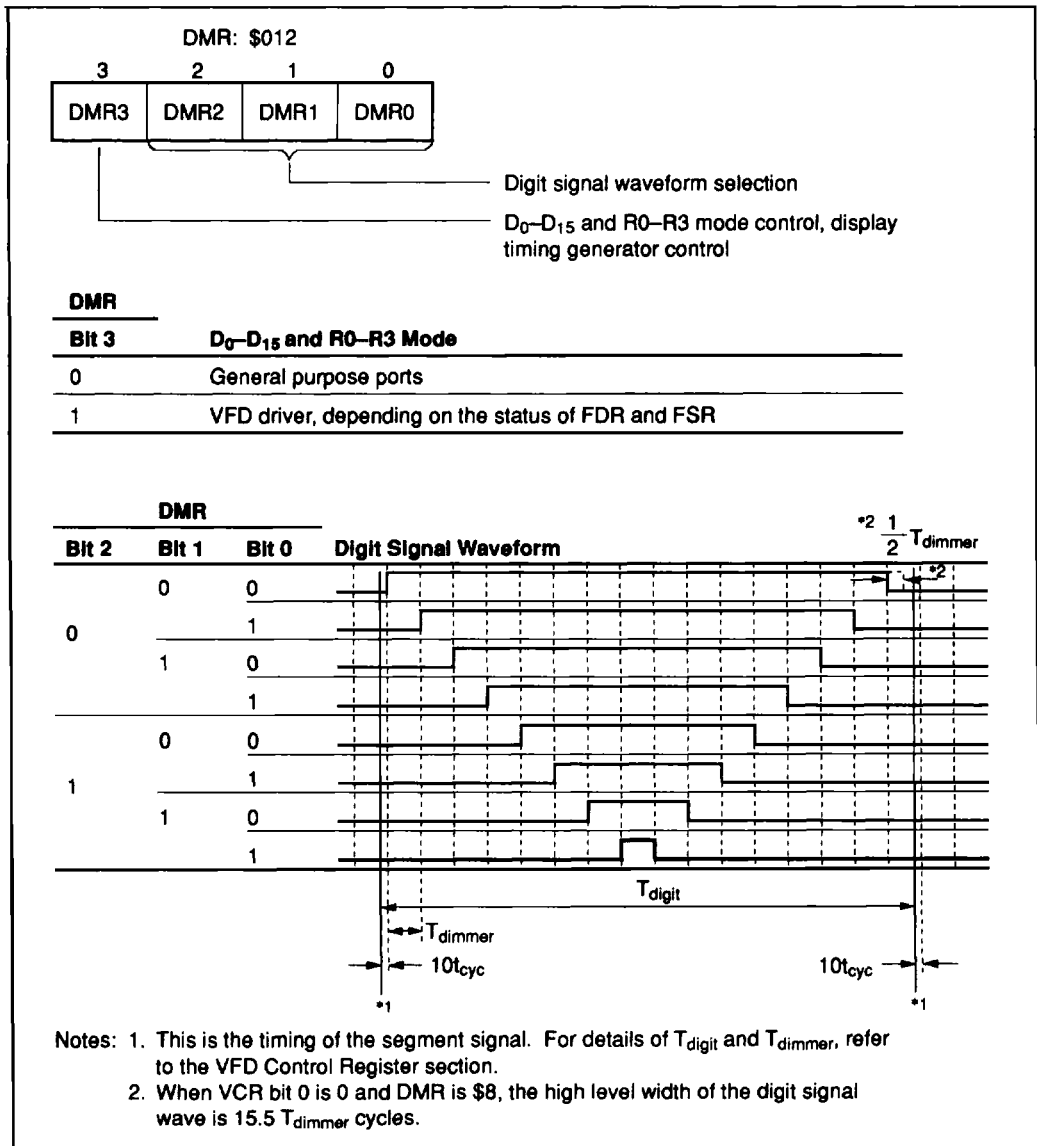 DMR: $012
3 2 1 0
DMR3 DMR2 DMR1 DMR0
Digit signal waveform selection
D0–D15 and R0–R3 mode control, display
timing generator control
DMR
Bit 3 D0–D15 and R0–R3 Mode
0 General purpose ports
1 VFD driver, depending on the status of FDR and FSR
DMR
Bit 2 Bit 1 Bit 0 Digit Signal Waveform
*2 1/2 Tdimmer
*2
0 0
1
0
1 0
1
0 0
1
1
1 0
1
Tdigit
Tdimmer
10tcyc 10tcyc
*1 *1
Notes: 1. This is the timing of the segment signal. For details of Tdigit and Tdimmer, refer
to the VFD Control Register section.
2. When VCR bit 0 is 0 and DMR is $8, the high level width of the digit signal
wave is 15.5 Tdimmer cycles.